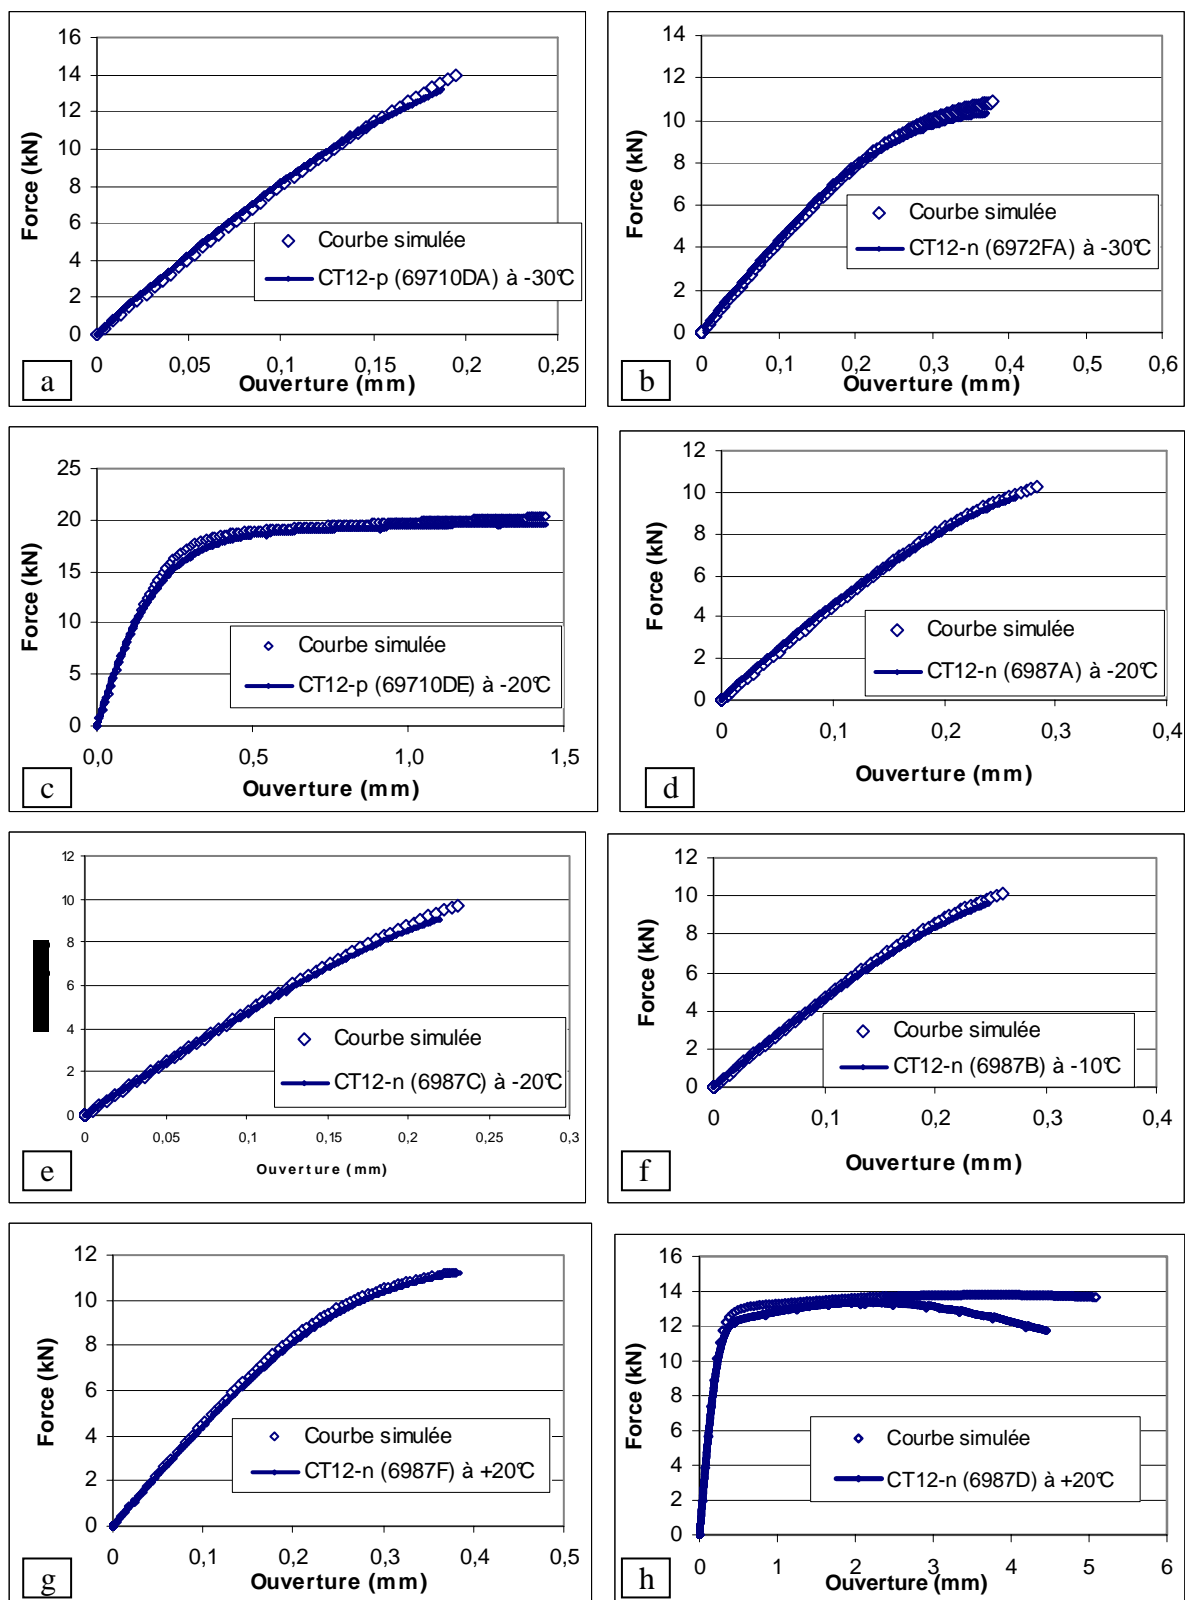 16
14
12
10
8
6
4
2
0
Force (kN)
Courbe simulée
CT12-p (69710DA) à -30°C
0 0,05 0,1 0,15 0,2 0,25
Ouverture (mm)
a
14
12
10
8
6
4
2
0
Force (kN)
Courbe simulée
CT12-n (6972FA) à -30°C
0 0,1 0,2 0,3 0,4 0,5 0,6
Ouverture (mm)
b
25
20
15
10
5
0
Force (kN)
Courbe simulée
CT12-p (69710DE) à -20°C
0,0 0,5 1,0 1,5
Ouverture (mm)
c
12
10
8
6
4
2
0
Force (kN)
Courbe simulée
CT12-n (6987A) à -20°C
0 0,1 0,2 0,3 0,4
Ouverture (mm)
d
12
10
8
6
4
2
0
Courbe simulée
CT12-n (6987C) à -20°C
0 0,05 0,1 0,15 0,2 0,25 0,3
Ouverture (mm)
e
12
10
8
6
4
2
0
Force (kN)
Courbe simulée
CT12-n (6987B) à -10°C
0 0,1 0,2 0,3 0,4
Ouverture (mm)
f
12
10
8
6
4
2
0
Force (kN)
Courbe simulée
CT12-n (6987F) à +20°C
0 0,1 0,2 0,3 0,4 0,5
Ouverture (mm)
g
16
14
12
10
8
6
4
2
0
Force (kN)
Courbe simulée
CT12-n (6987D) à +20°C
0 1 2 3 4 5 6
Ouverture (mm)
h